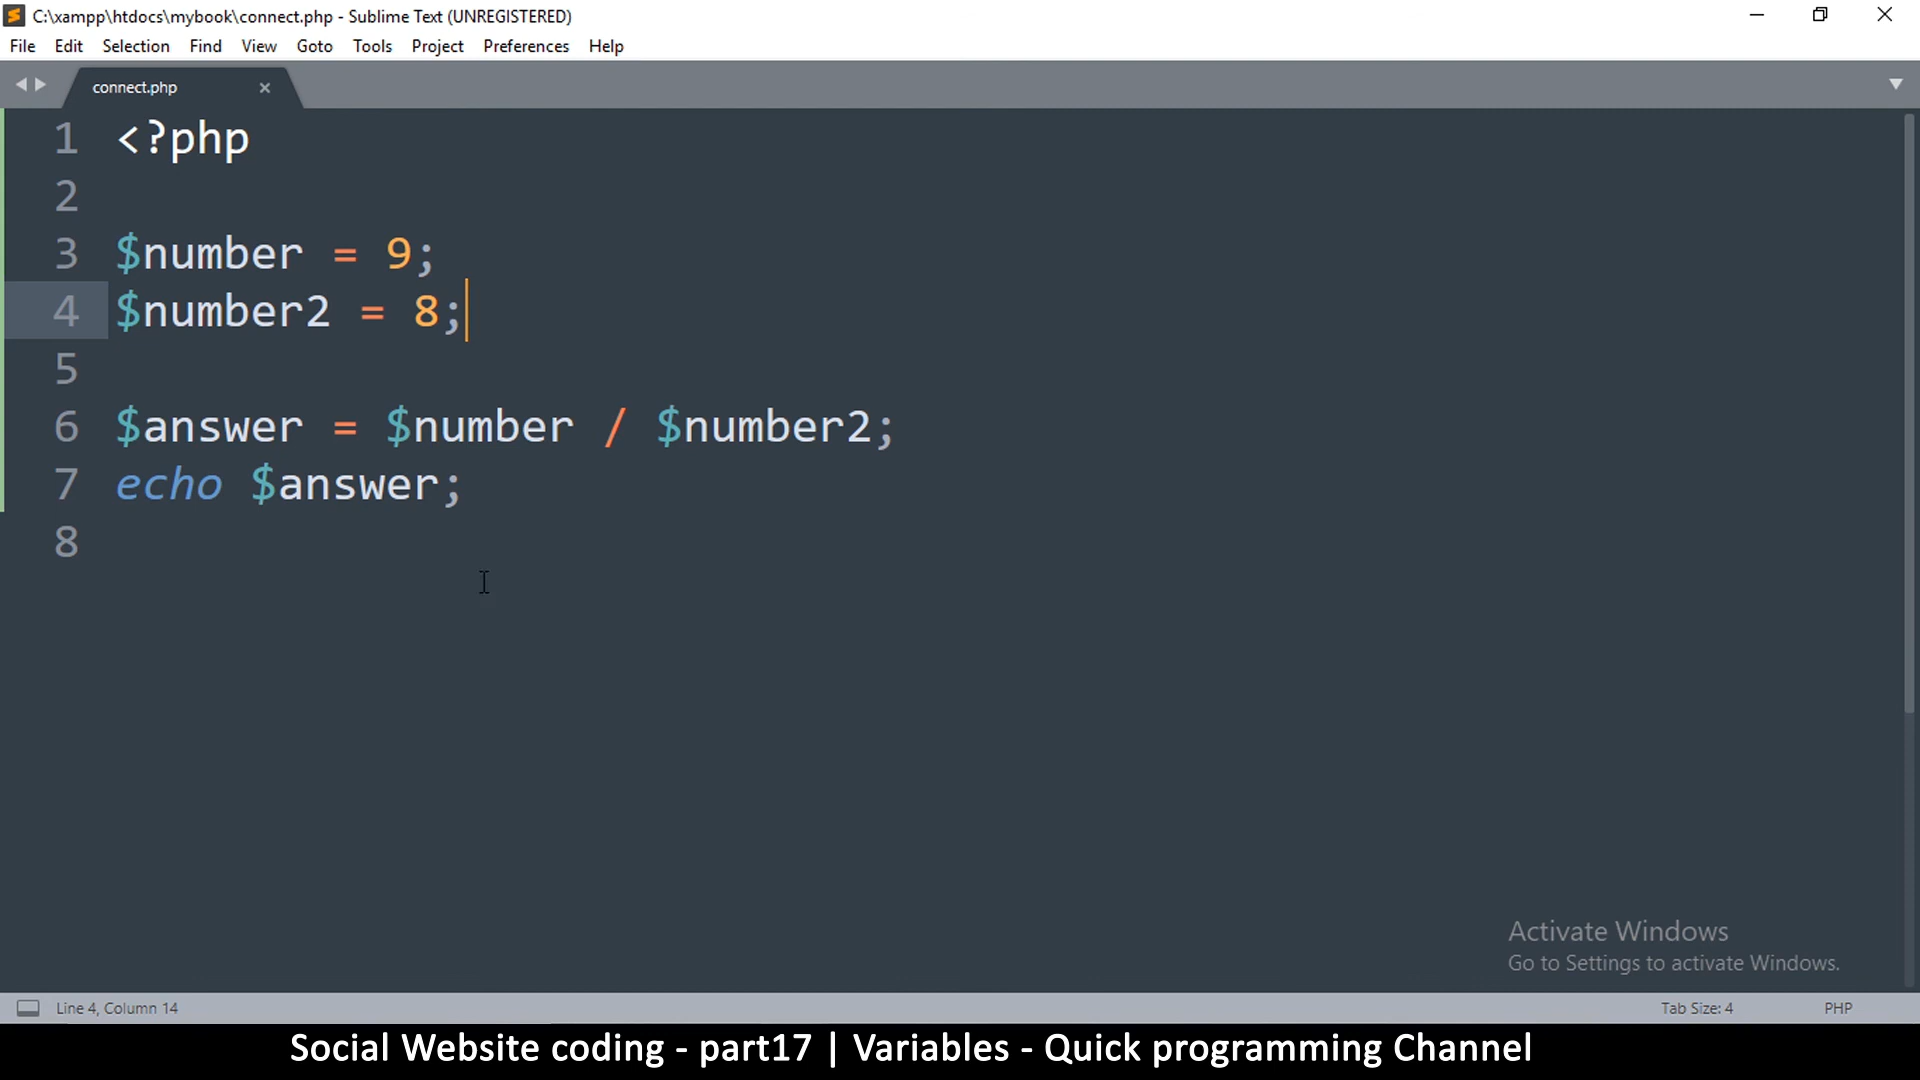 C:\xampp\htdocs\mybook\connect.php - Sublime Text (UNREGISTERED)
File Edit Selection Find View Goto Tools Project Preferences Help
connect.php
1 <?php
2
3 $number = 9;
4 $number2 = 8;
5
6 $answer = $number / $number2;
7 echo $answer;
8
Activate Windows
Go to Settings to activate Windows.
Line 4, Column 14 Tab Size: 4 PHP
Social Website coding - part17 | Variables - Quick programming Channel